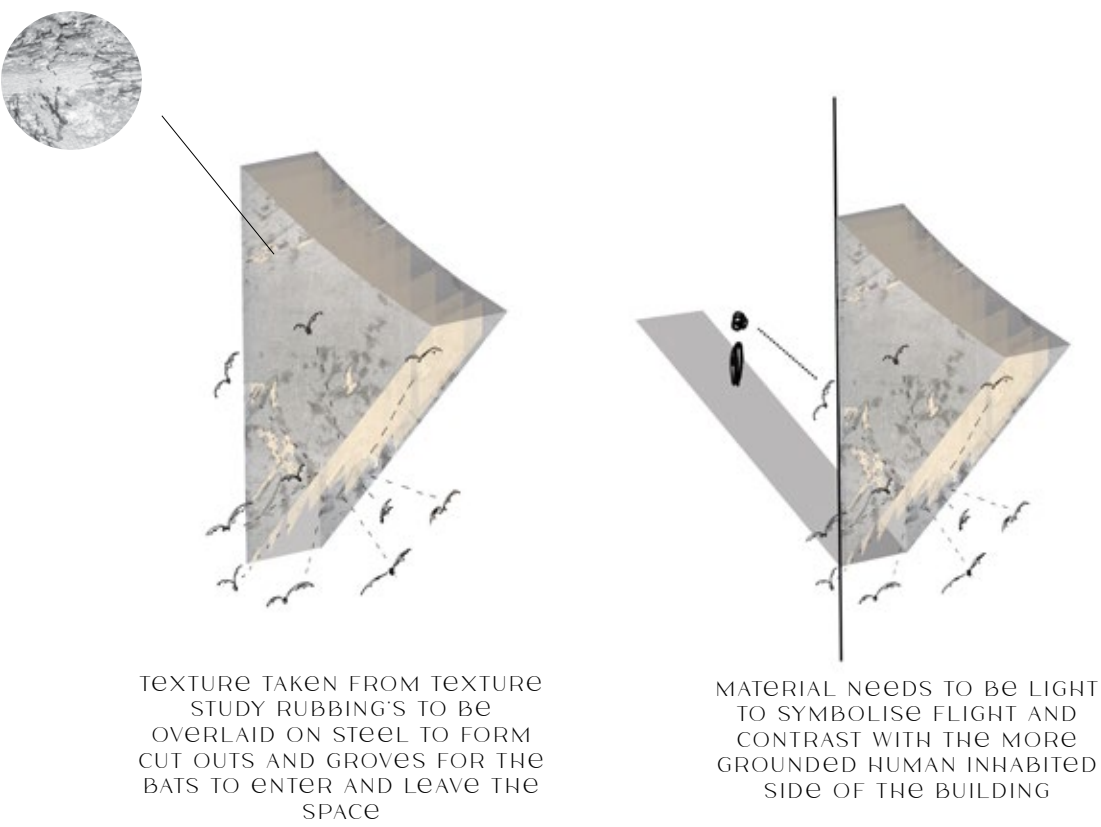 TEXTURE TAKEN FROM TEXTURE
STUDY RUBBING'S TO BE
OVERLAID ON STEEL TO FORM
CUT OUTS AND GROVES FOR THE
BATS TO ENTER AND LEAVE THE
SPACE
MATERIAL NEEDS TO BE LIGHT
TO SYMBOLISE FLIGHT AND
CONTRAST WITH THE MORE
GROUNDED HUMAN INHABITED
SIDE OF THE BUILDING